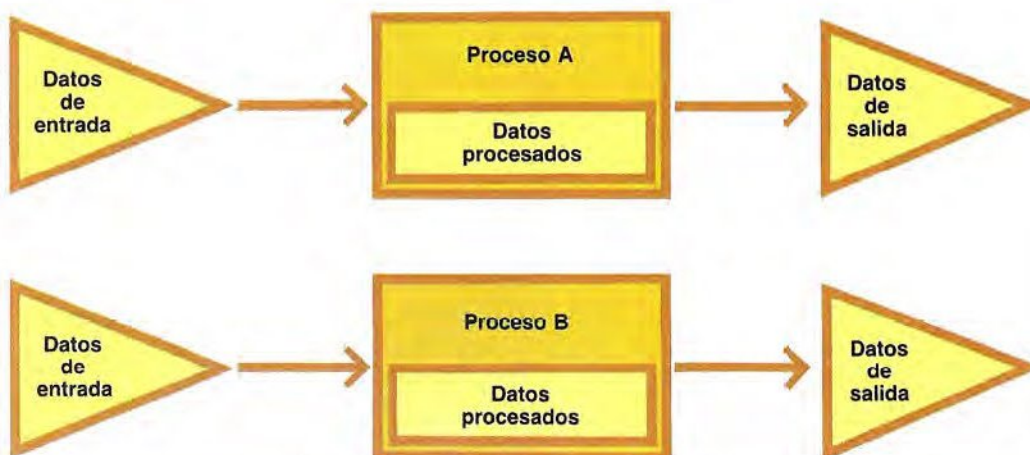 Datos
de
entrada
Proceso A
Datos
procesados
Datos
de
salida
Datos
de
entrada
Proceso B
Datos
procesados
Datos
de
salida